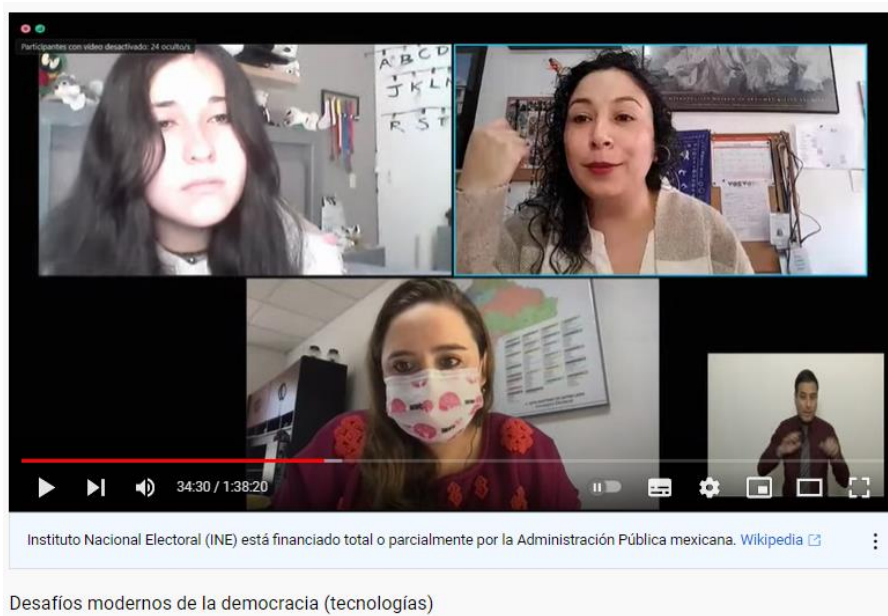 Participantes con video desactivado: 24 oculto/s
A B C D
J K L
R S T
34:30 / 1:38:20
Instituto Nacional Electoral (INE) está financiado total o parcialmente por la Administración Pública mexicana. Wikipedia
Desafíos modernos de la democracia (tecnologías)